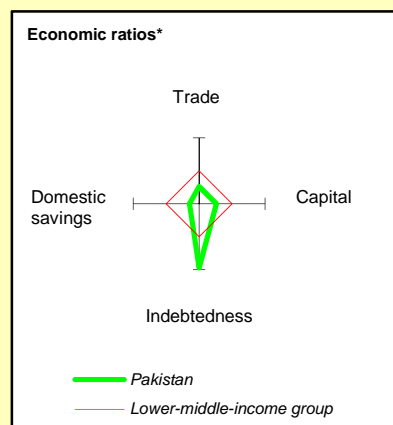 Economic ratios*
Trade
Domestic
savings
Capital
Indebtedness
Pakistan
Lower-middle-income group